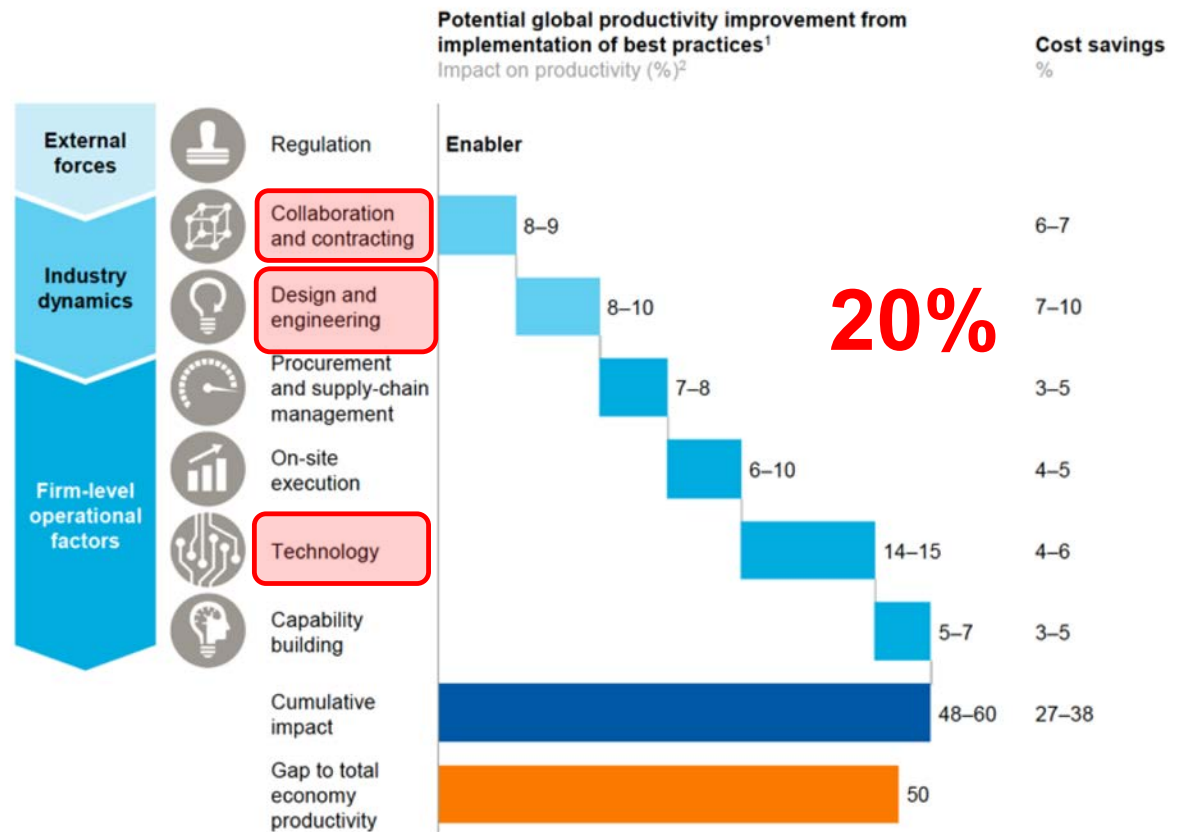 Potential global productivity improvement from
implementation of best practices¹
Impact on productivity (%)²
Cost savings
%
External
forces
Regulation
Enabler
Industry
dynamics
Collaboration
and contracting
8–9
6–7
Design and
engineering
8–10
7–10
20%
Firm-level
operational
factors
Procurement
and supply-chain
management
7–8
3–5
On-site
execution
6–10
4–5
Technology
14–15
4–6
Capability
building
5–7
3–5
Cumulative
impact
48–60
27–38
Gap to total
economy
productivity
50